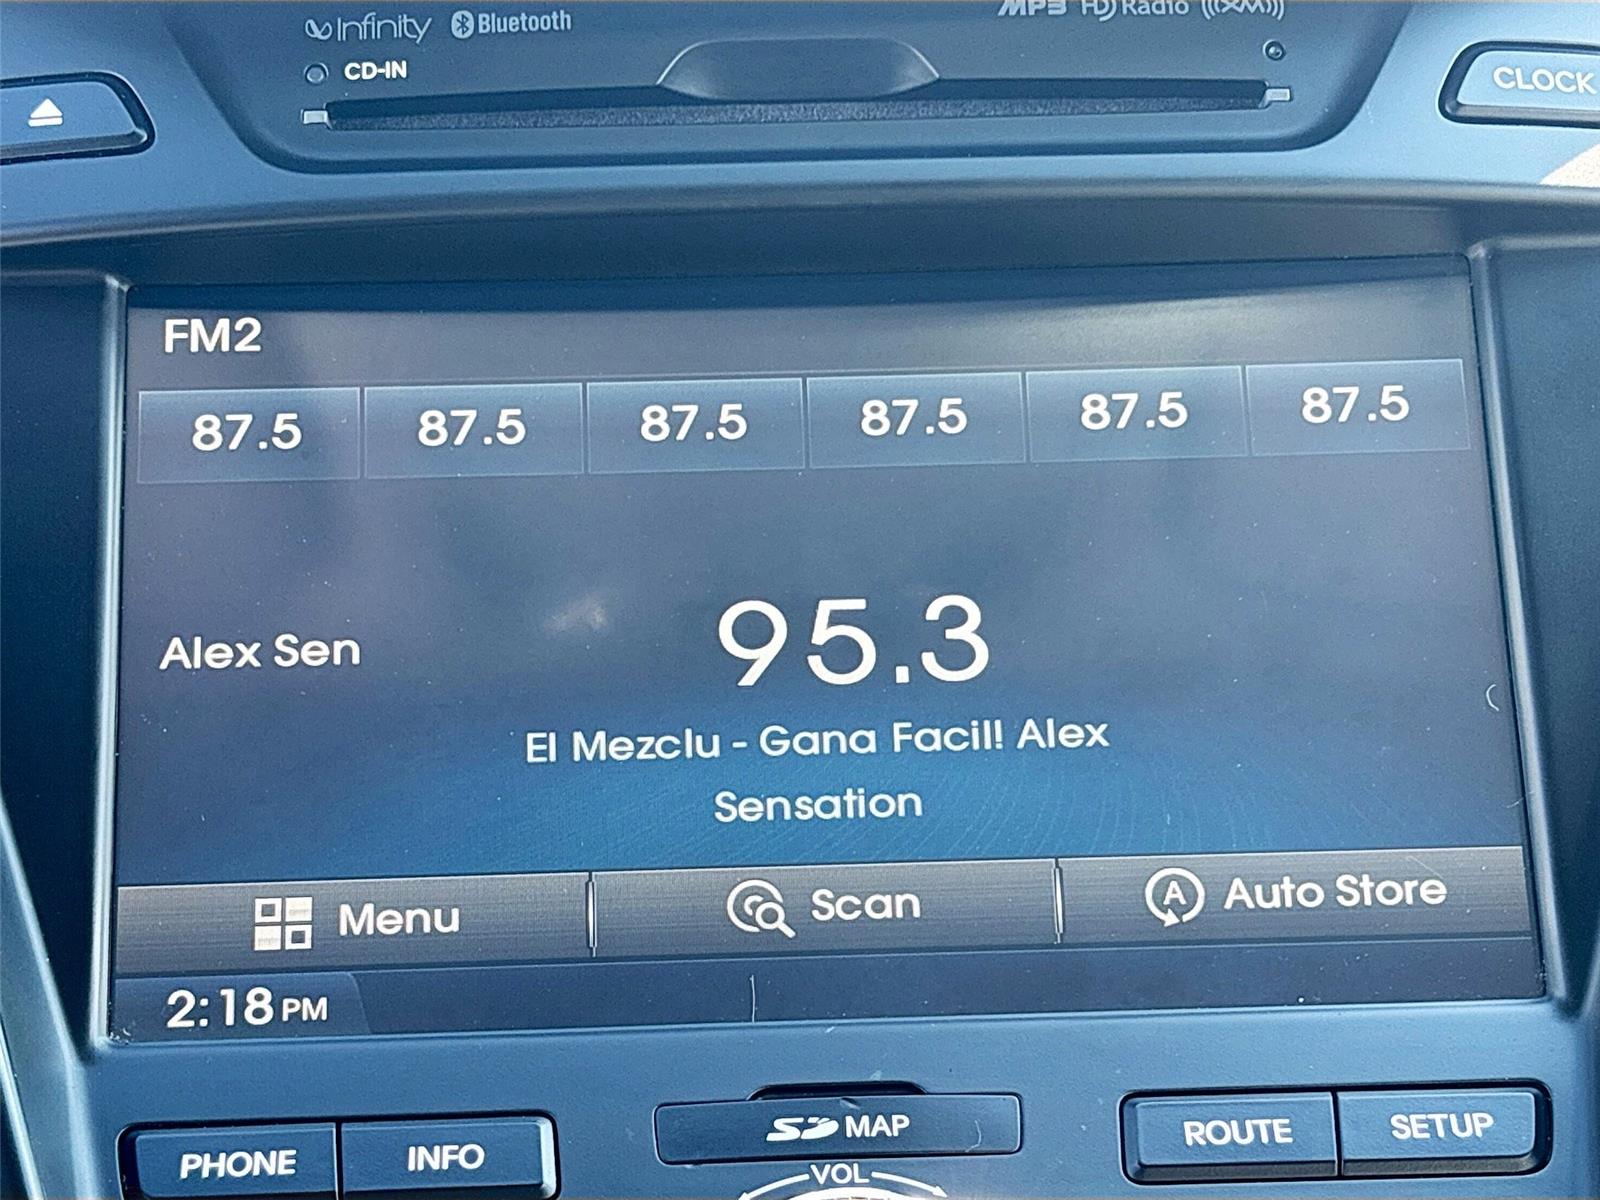 Infinity Bluetooth MP3 HD Radio ((XM))
CD-IN
CLOCK
FM2
87.5 87.5 87.5 87.5 87.5 87.5
Alex Sen 95.3
El Mezclu - Gana Facil! Alex
Sensation
Menu Scan Auto Store
2:18 PM
PHONE INFO SD MAP ROUTE SETUP
VOL